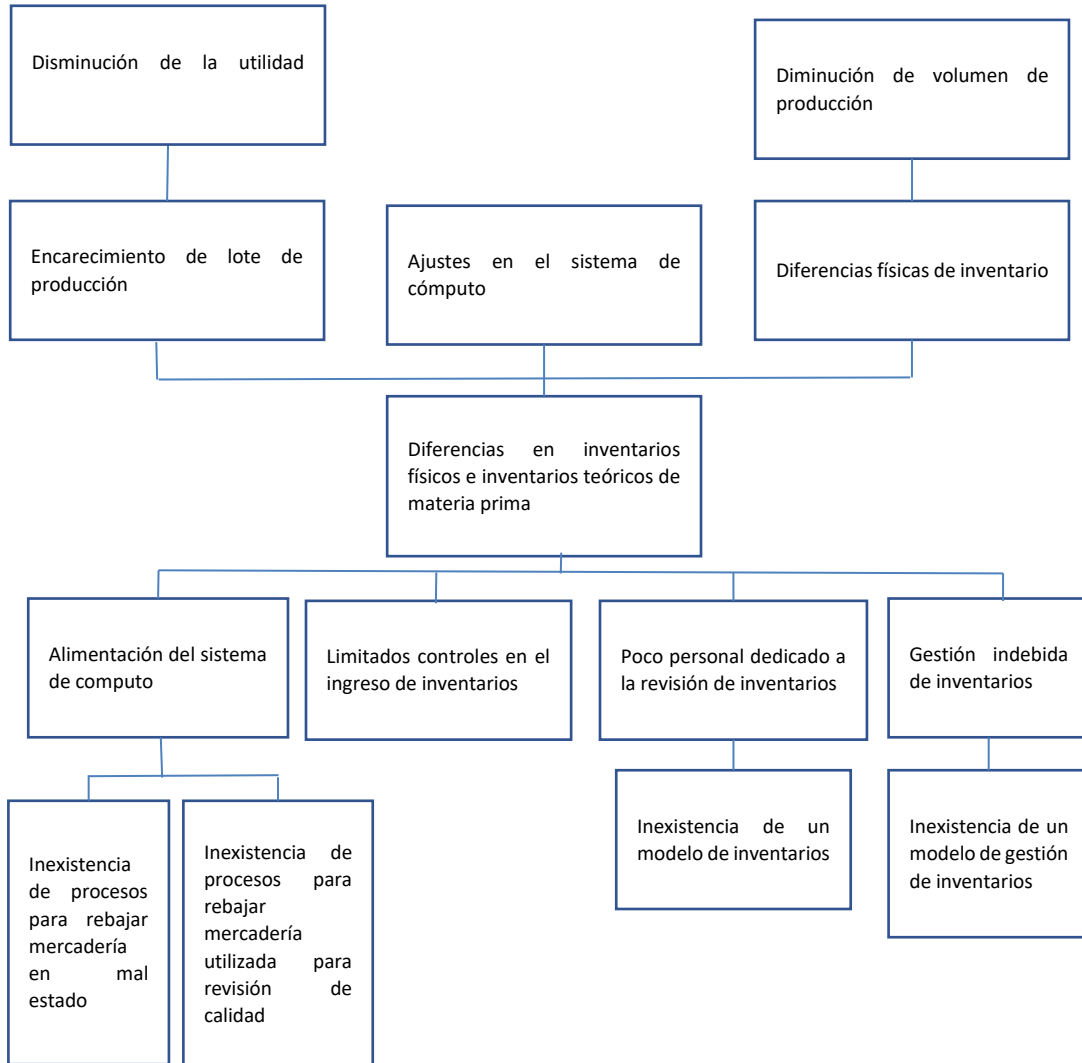 Disminución de la utilidad
Diminución de volumen de
producción
Encarecimiento de lote de
producción
Ajustes en el sistema de
cómputo
Diferencias físicas de inventario
Diferencias en inventarios
físicos e inventarios teóricos de
materia prima
Alimentación del sistema
de computo
Limitados controles en el
ingreso de inventarios
Poco personal dedicado a
la revisión de inventarios
Gestión indebida
de inventarios
Inexistencia
de procesos
para rebajar
mercadería
en mal
estado
Inexistencia de
procesos para
rebajar
mercadería
utilizada para
revisión de
calidad
Inexistencia de un
modelo de inventarios
Inexistencia de un
modelo de gestión
de inventarios